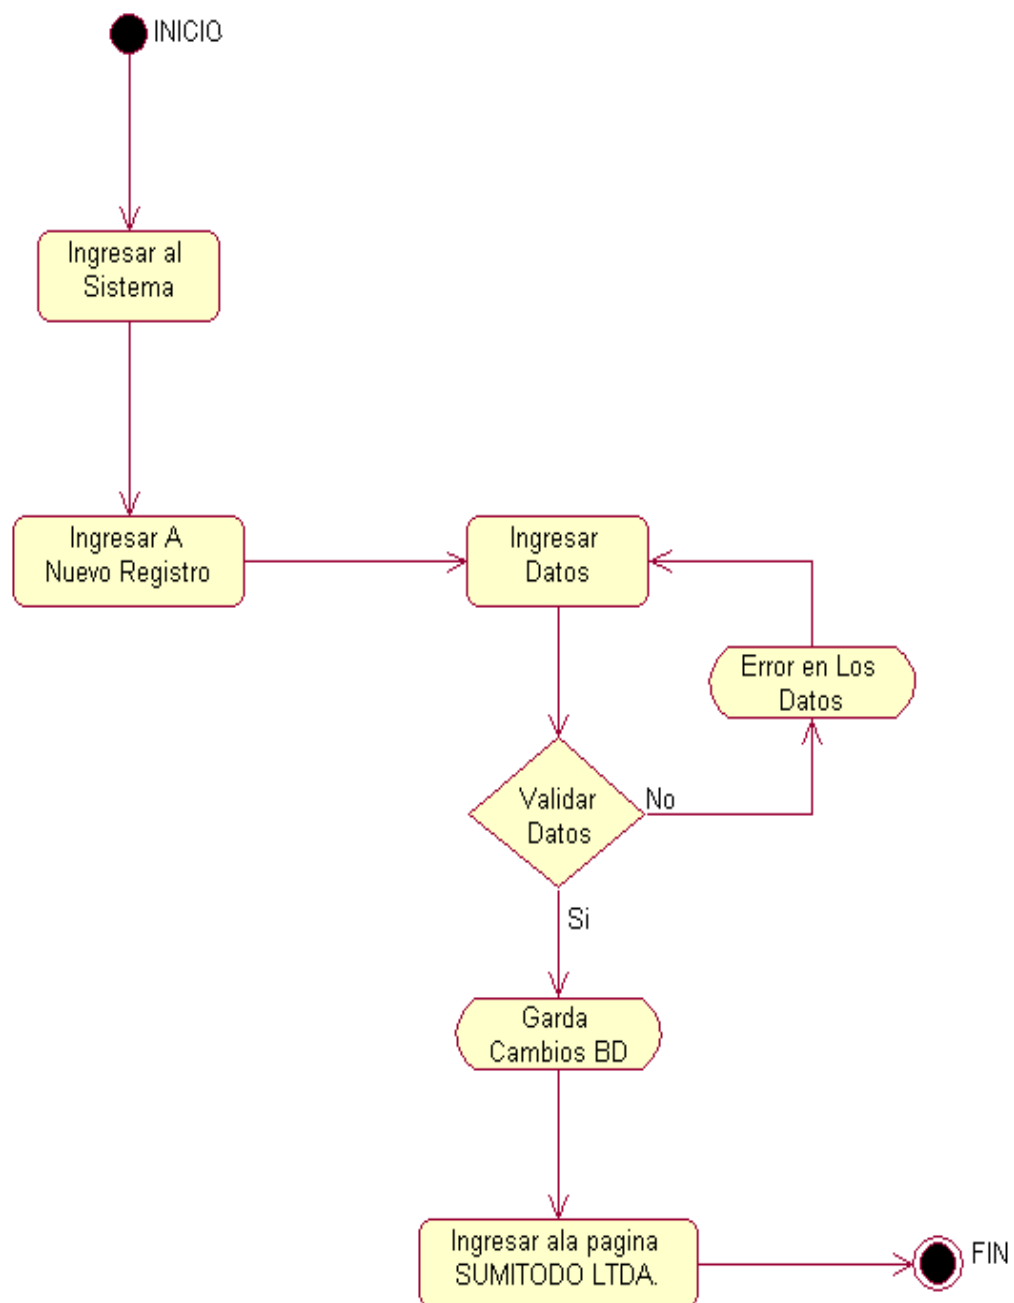 INICIO
Ingresar al
Sistema
Ingresar A
Nuevo Registro
Ingresar
Datos
Error en Los
Datos
Validar
Datos
No
Si
Garda
Cambios BD
Ingresar ala pagina
SUMITODO LTDA.
FIN